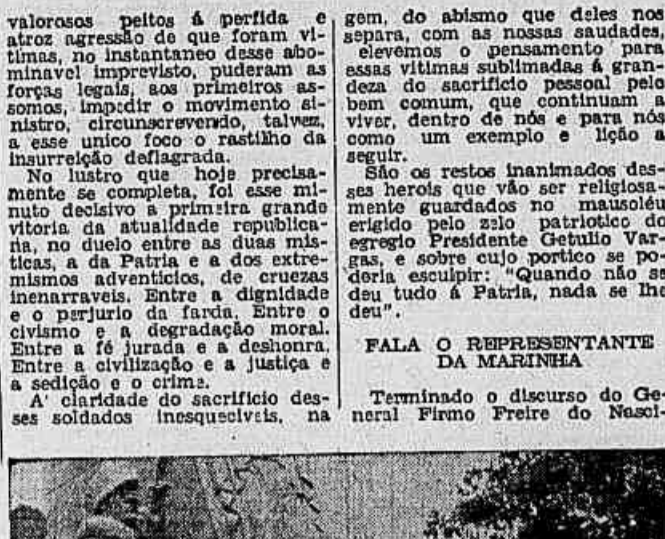 valorosos peitos á perfida e
atroz agressão de que foram vi-
timas, no instantaneo desse abo-
minavel imprevisto, puderam as
forças legais, aos primeiros as-
somos, impedir o movimento si-
nistro, circunscrevendo, talvez,
a esse unico foco o rastilho da
insurreição deflagrada.
No lustro que hoje precisa-
mente se completa, foi esse mi-
nuto decisivo a primeira grande
vitoria da atualidade republica-
na, no duelo entre as duas mis-
ticas, a da Patria e a dos extre-
mismos adventicios, de cruezas
inenarraveis. Entre a dignidade
e o perjurio da farda. Entre o
civismo e a degradação moral.
Entre a fé jurada e a deshonra.
Entre a civilização e a justiça e
a sedição e o crime.
A' claridade do sacrificio des-
ses soldados inesqueciveis, na
gem, do abismo que deles nos
separa, com as nossas saudades,
elevemos o pensamento para
essas vitimas sublimadas á gran-
deza do sacrificio pessoal pelo
bem comum, que continuam a
viver, dentro de nós e para nós
como um exemplo e lição a
seguir.
São os restos inanimados des-
ses herois que vão ser religiosa-
mente guardados no mausoléu
erigido pelo zelo patriotico do
egregio Presidente Getulio Var-
gas, e sobre cujo portico se po-
deria esculpir: "Quando não se
deu tudo á Patria, nada se lhe
deu".
FALA O REPRESENTANTE
DA MARINHA
Terminado o discurso do Ge-
neral Firmo Freire do Nasci-